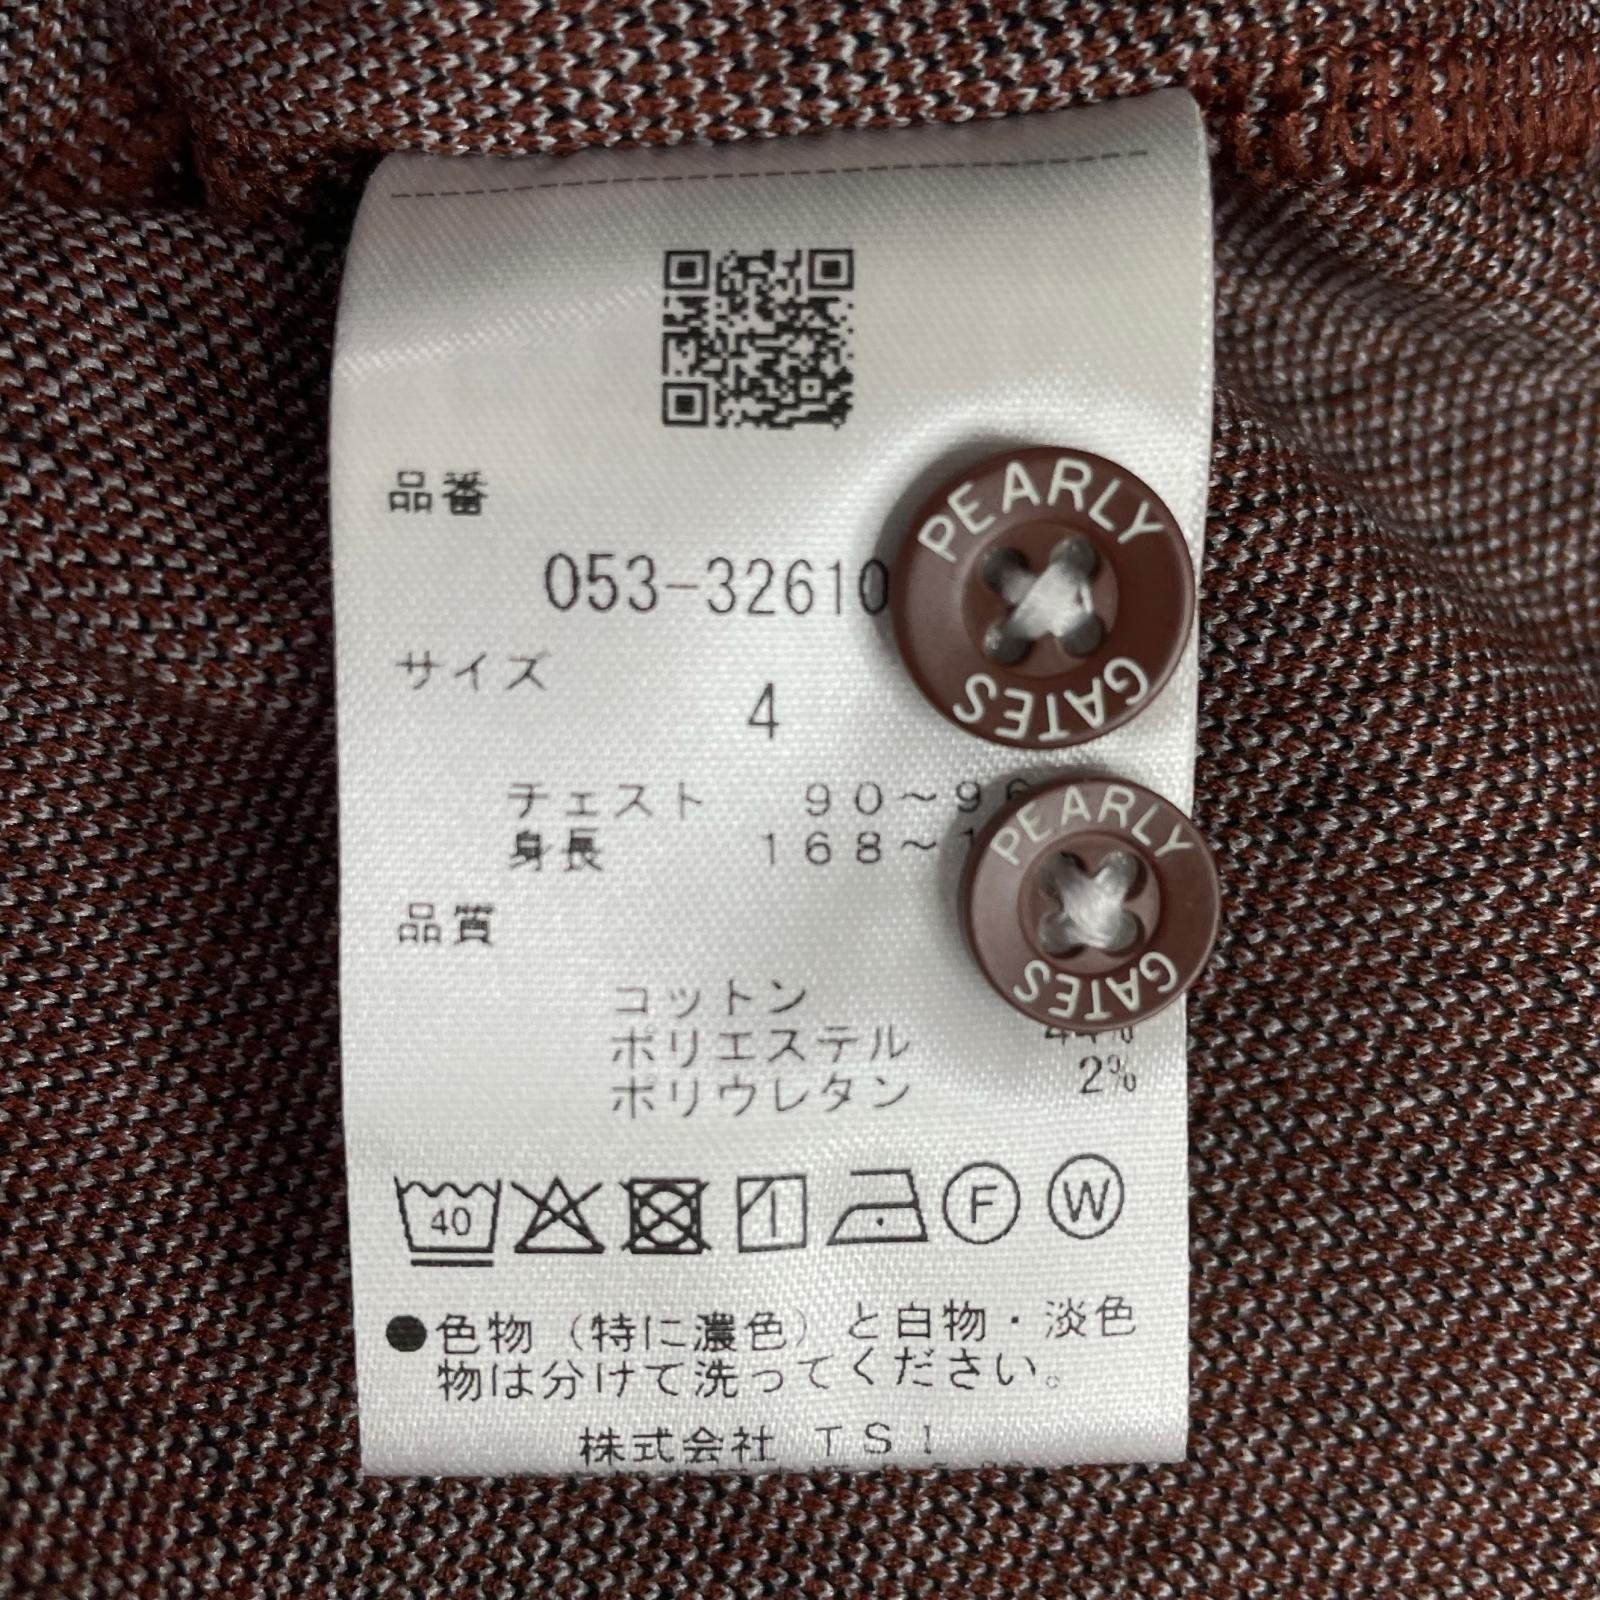 品番
053-32610
PEARLY
GATES
サイズ
4
チェスト 90~96
身長 168~
PEARLY
GATES
品質
コットン
ポリエステル 44%
ポリウレタン 2%
40
F
W
●色物（特に濃色）と白物・淡色
物は分けて洗ってください。
株式会社 TSI